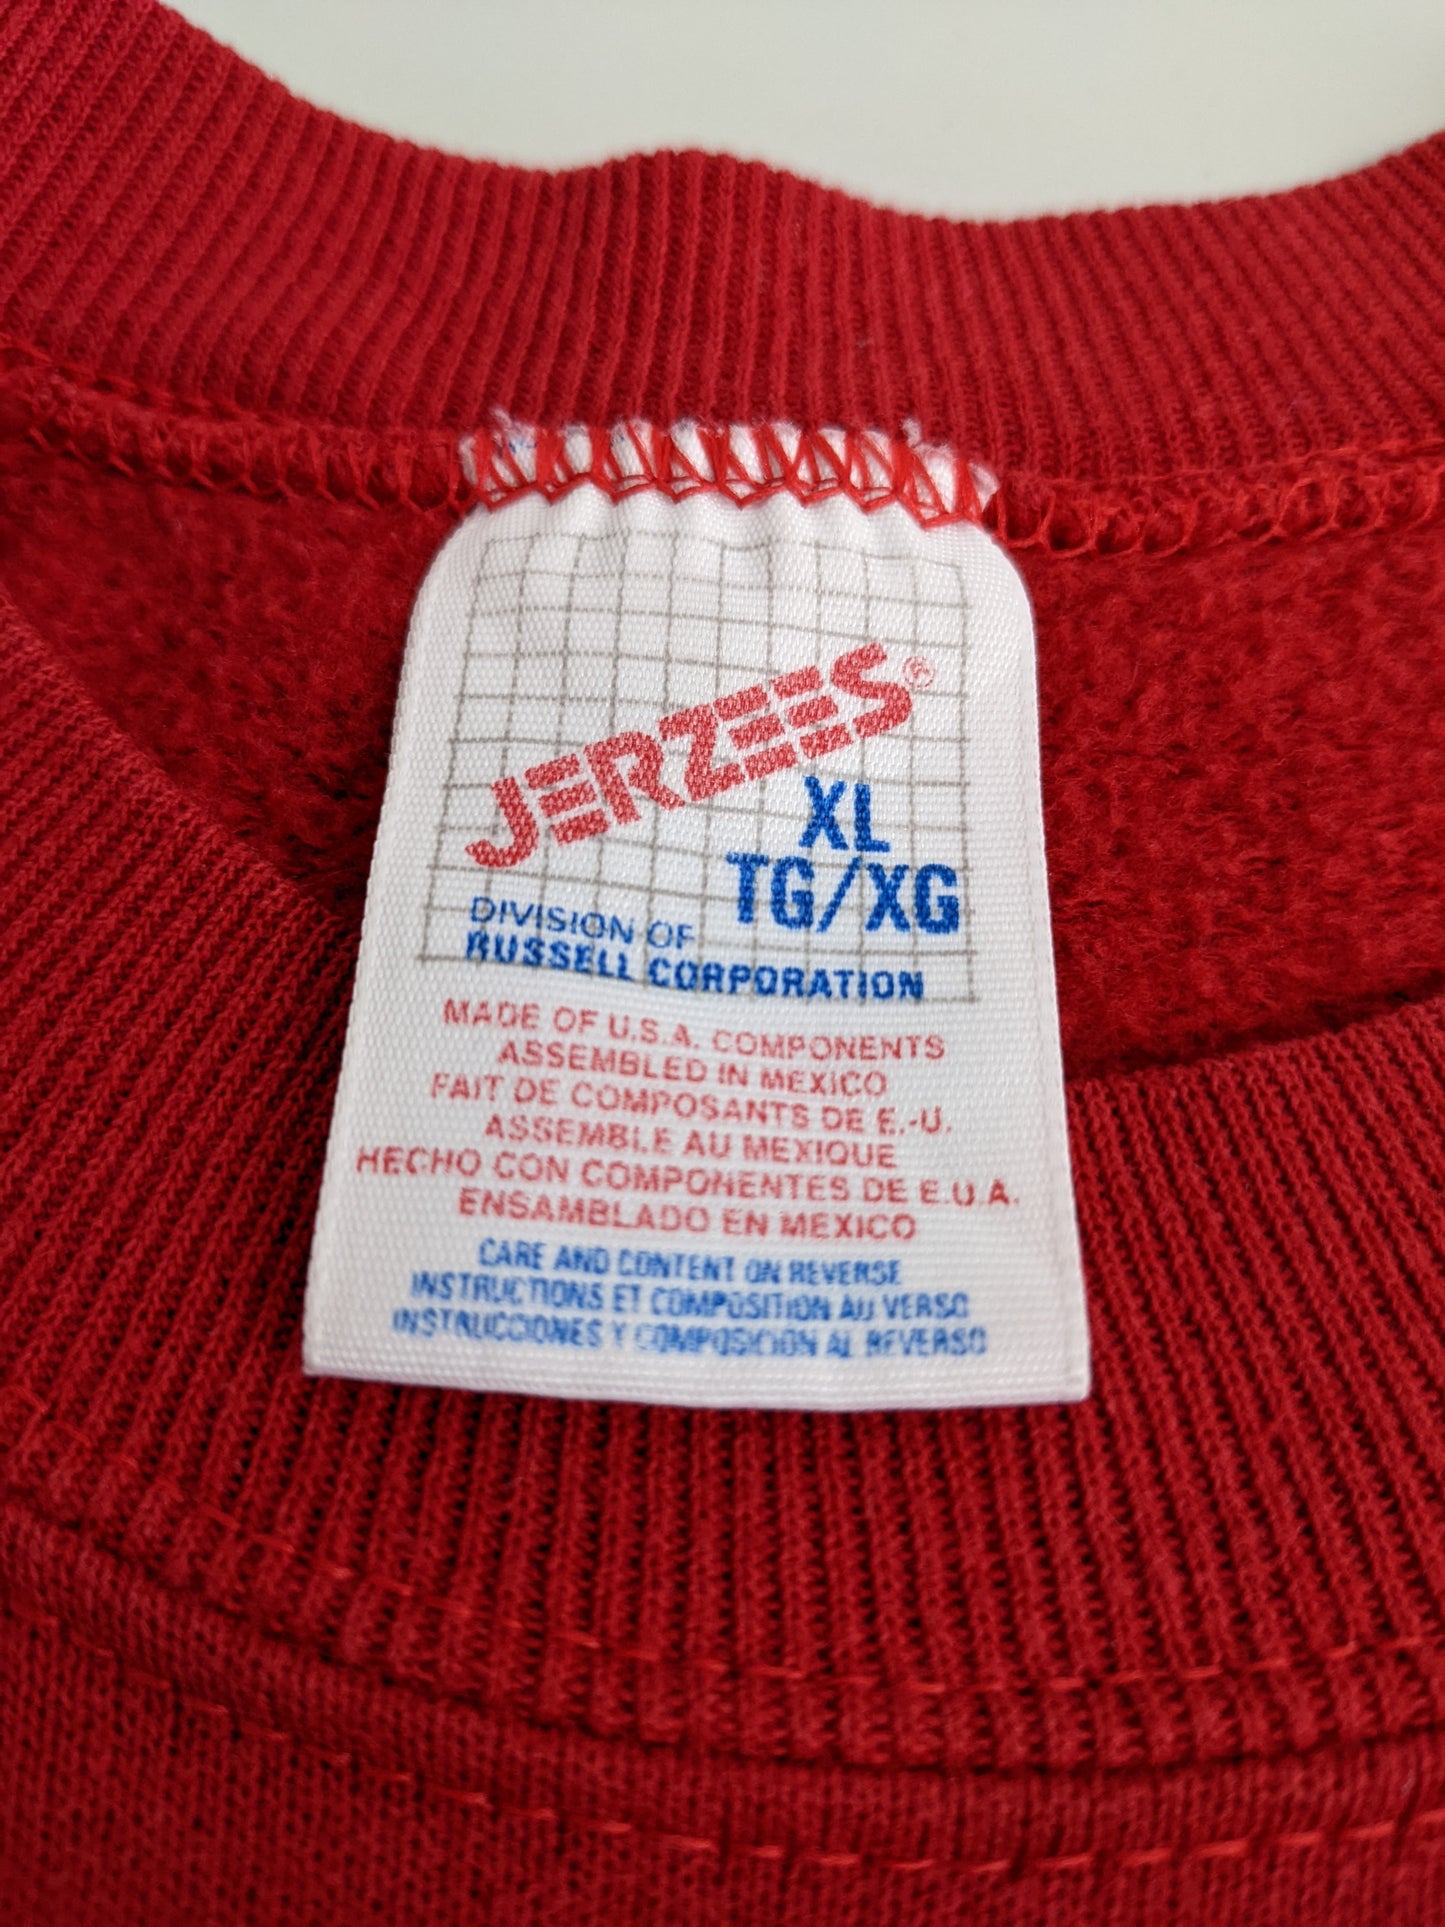 JERZEES®
XL
TG/XG
DIVISION OF
RUSSELL CORPORATION
MADE OF U.S.A. COMPONENTS
ASSEMBLED IN MEXICO
FAIT DE COMPOSANTS DE E.-U.
ASSEMBLE AU MEXIQUE
HECHO CON COMPONENTES DE E.U.A.
ENSAMBLADO EN MEXICO
CARE AND CONTENT ON REVERSE
INSTRUCTIONS ET COMPOSITION AU VERSO
INSTRUCCIONES Y COMPOSICION AL REVERSO